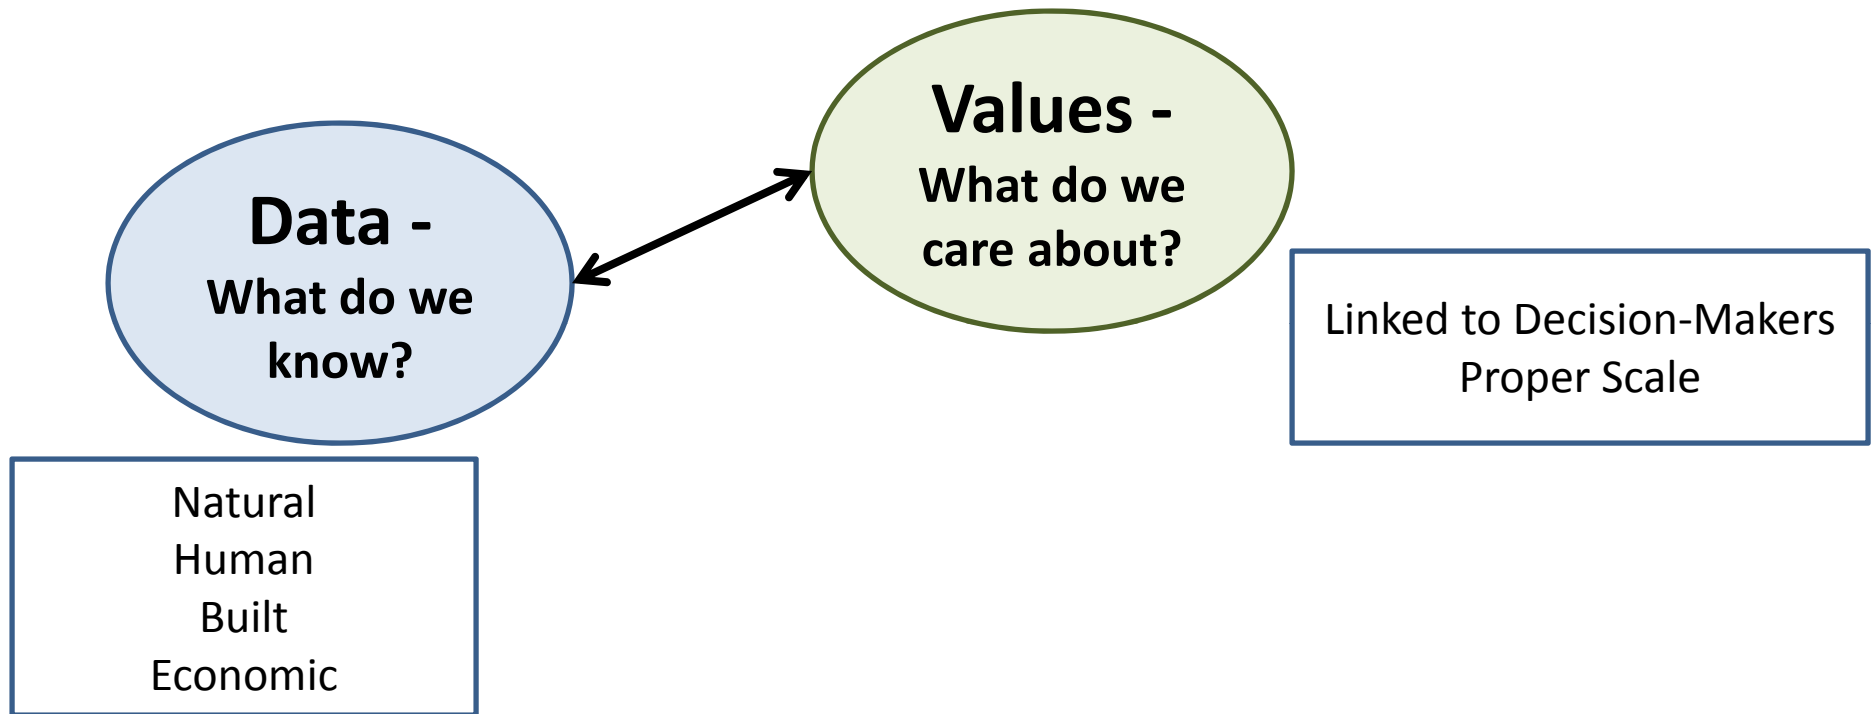 Data -
What do we
know?
Values -
What do we
care about?
Linked to Decision-Makers
Proper Scale
Natural
Human
Built
Economic